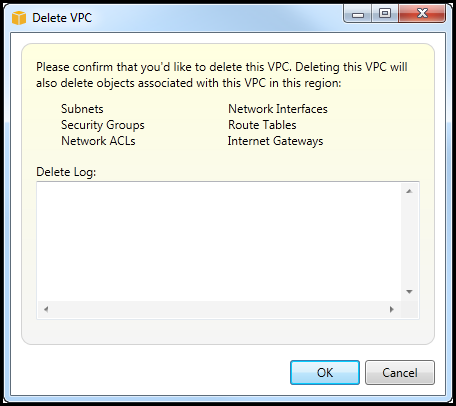 Delete VPC
Please confirm that you'd like to delete this VPC. Deleting this VPC will
also delete objects associated with this VPC in this region:
Subnets Network Interfaces
Security Groups Route Tables
Network ACLs Internet Gateways
Delete Log:
OK Cancel